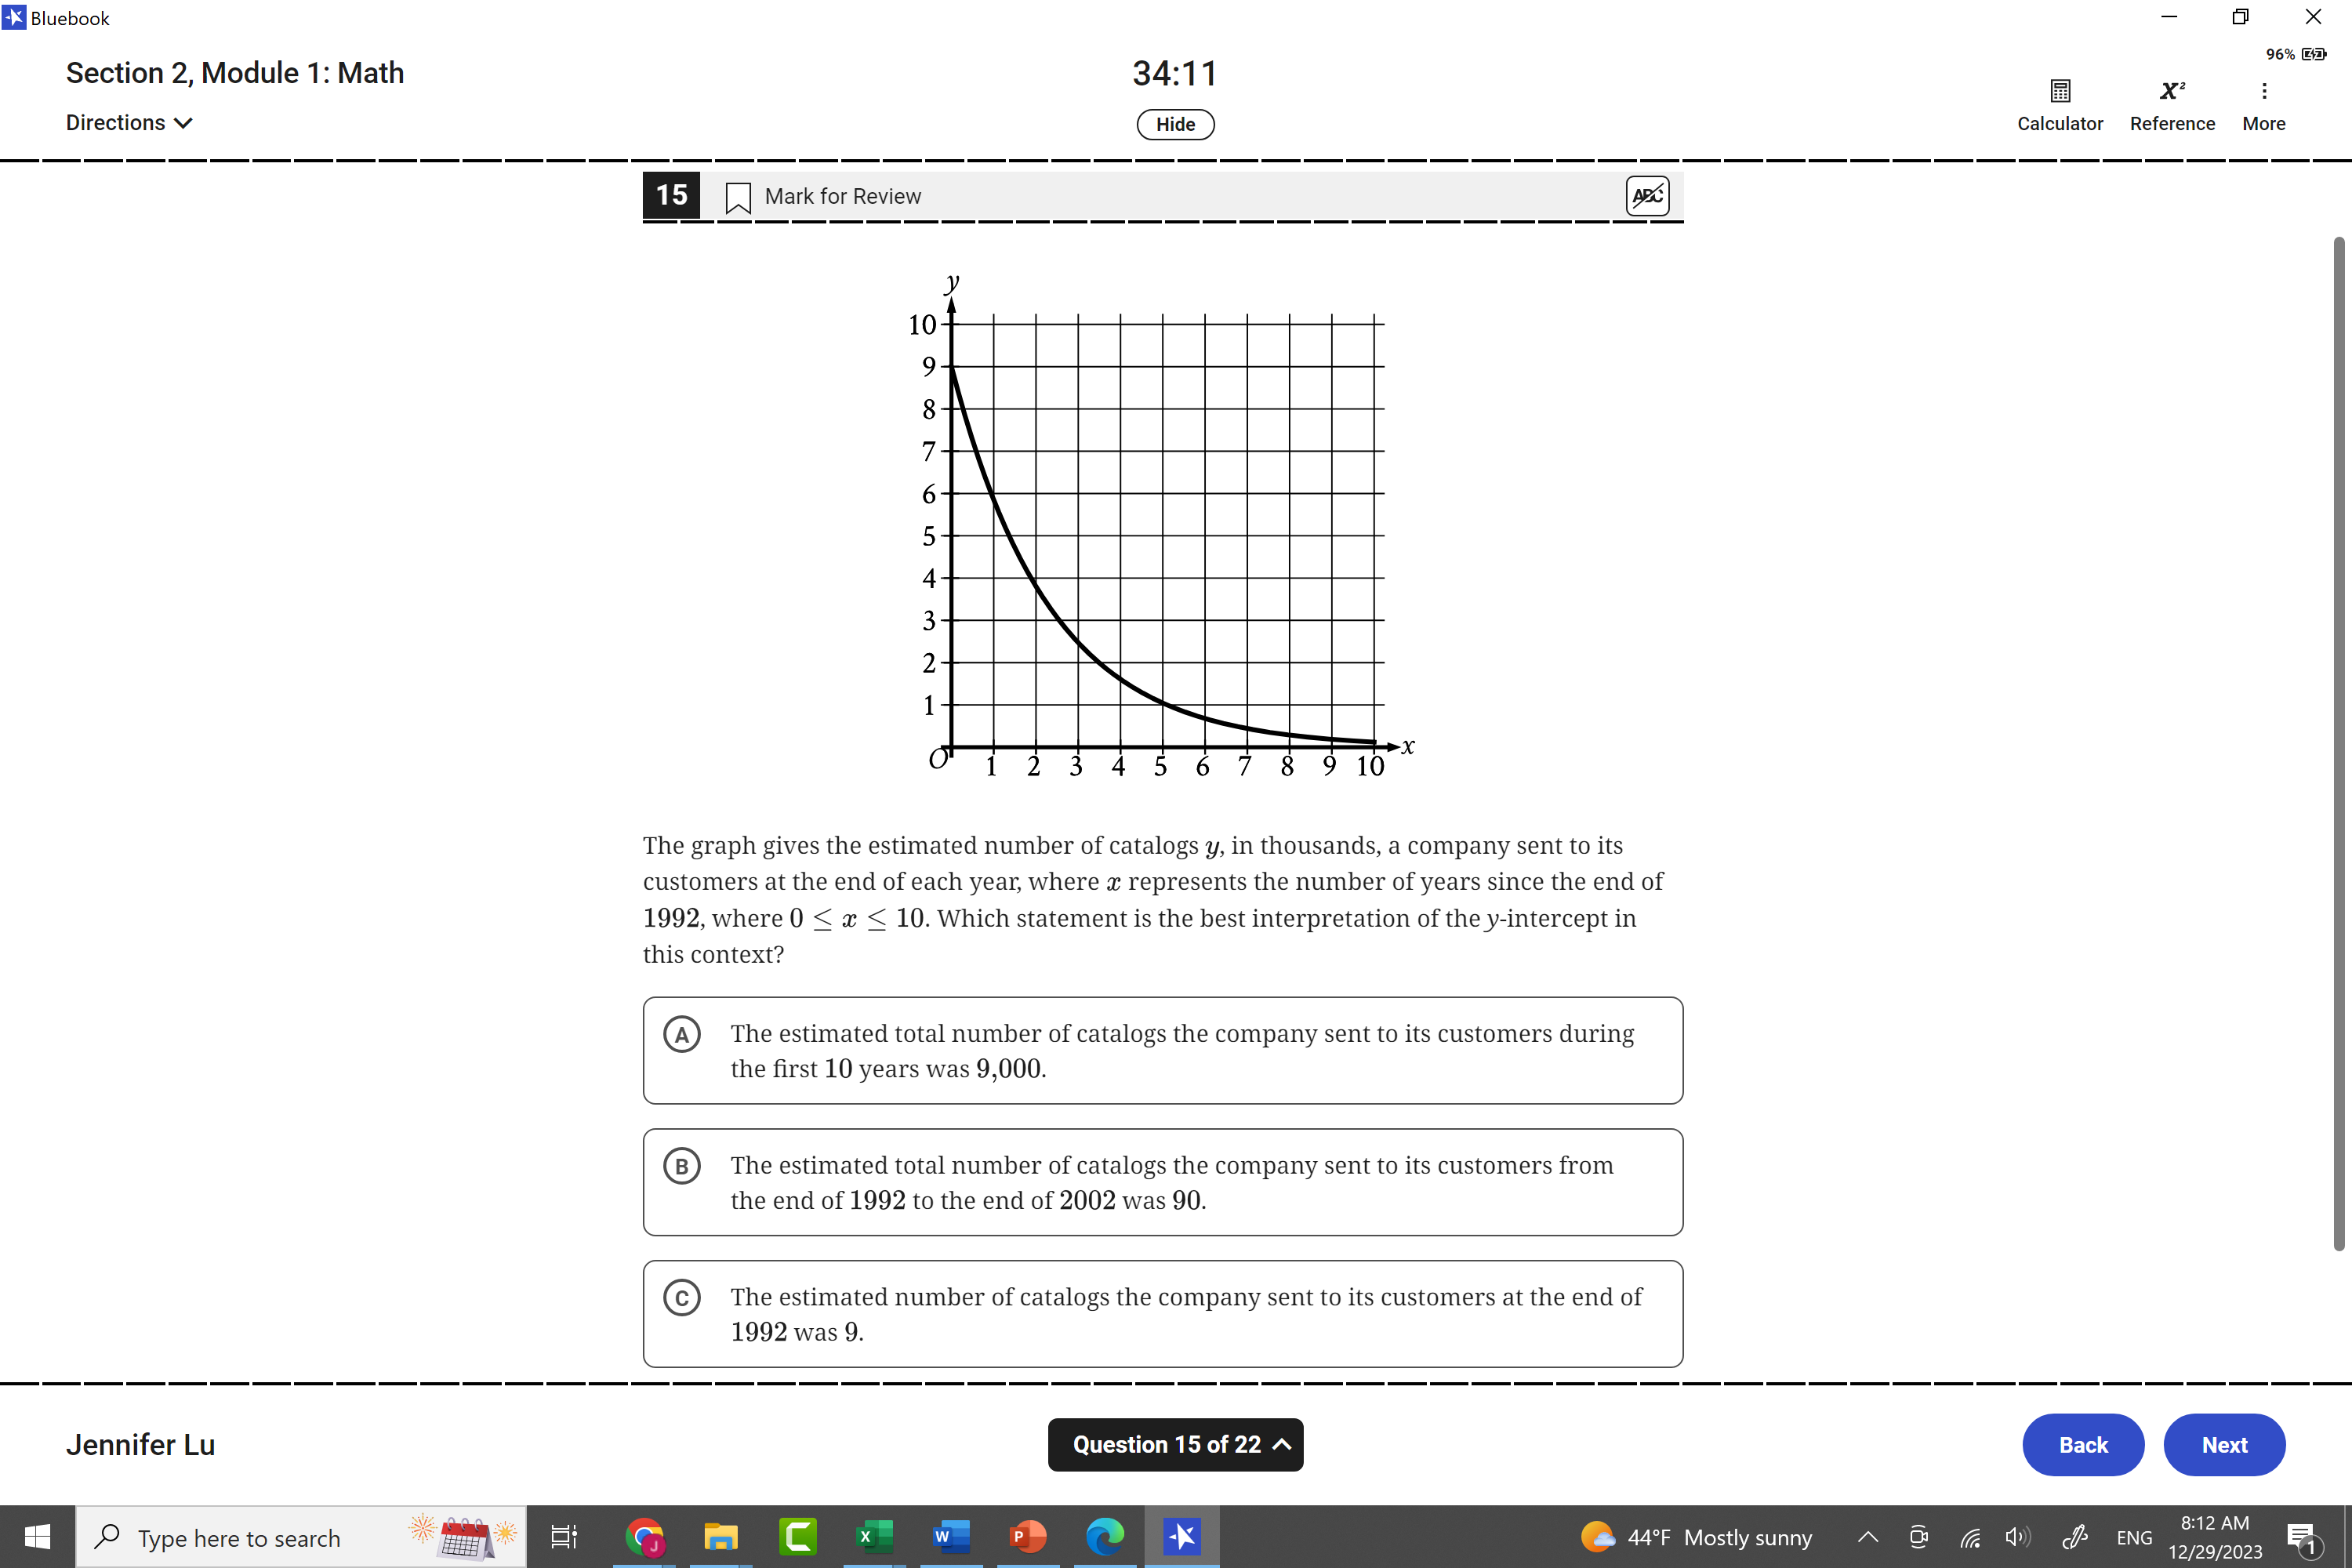 Bluebook
96%
Section 2, Module 1: Math
34:11
Directions
Hide
Calculator
Reference
More
X²
15
Mark for Review
ABC
y
10
9
8
7
6
5
4
3
2
1
O
1 2 3 4 5 6 7 8 9 10
x
The graph gives the estimated number of catalogs y, in thousands, a company sent to its
customers at the end of each year, where x represents the number of years since the end of
1992, where 0 ≤ x ≤ 10. Which statement is the best interpretation of the y-intercept in
this context?
A
The estimated total number of catalogs the company sent to its customers during
the first 10 years was 9,000.
B
The estimated total number of catalogs the company sent to its customers from
the end of 1992 to the end of 2002 was 90.
C
The estimated number of catalogs the company sent to its customers at the end of
1992 was 9.
Jennifer Lu
Question 15 of 22
Back
Next
Type here to search
J
X
W
P
44°F Mostly sunny
ENG
8:12 AM
12/29/2023
1